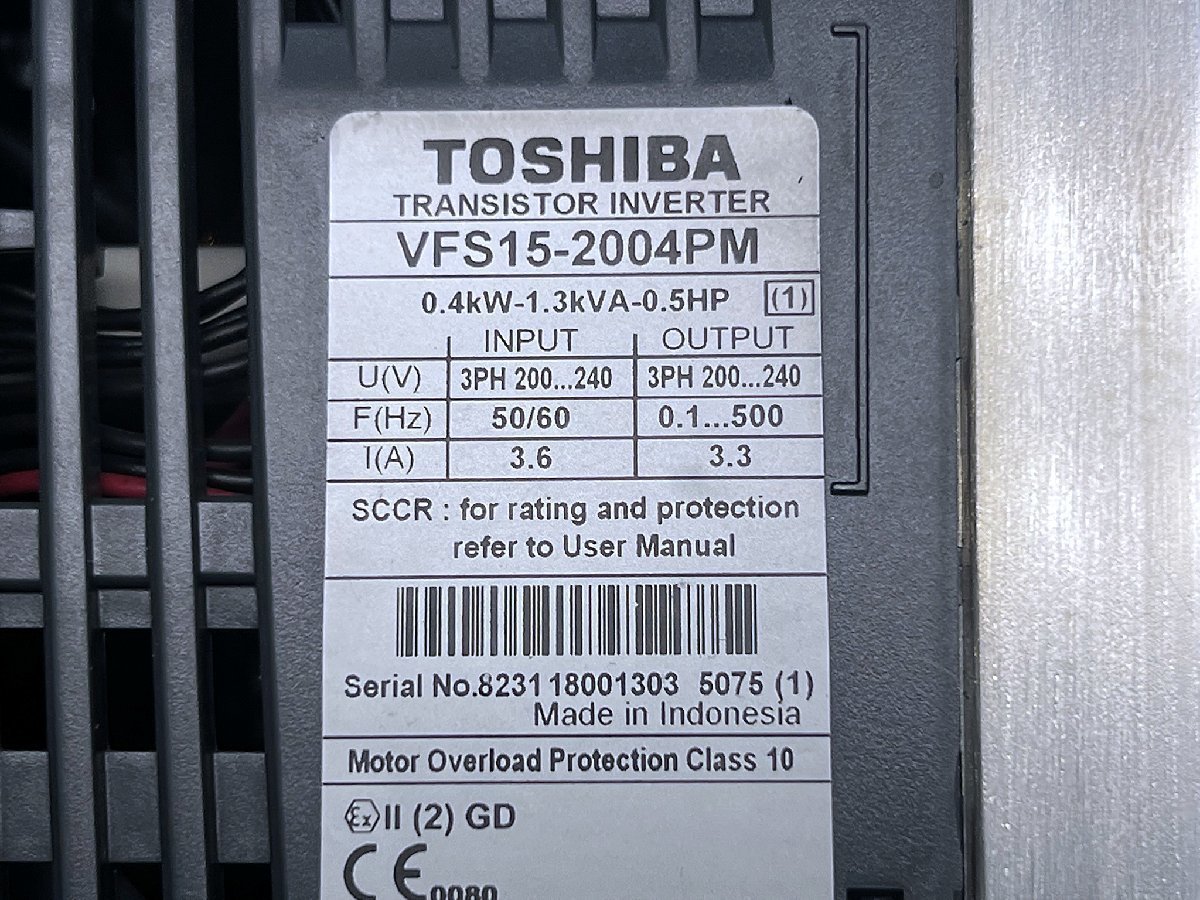 TOSHIBA
TRANSISTOR INVERTER
VFS15-2004PM
0.4kW-1.3kVA-0.5HP (1)
INPUT OUTPUT
U(V) 3PH 200...240 3PH 200...240
F(Hz) 50/60 0.1...500
I(A) 3.6 3.3
SCCR : for rating and protection
refer to User Manual
Serial No.8231 18001303 5075 (1)
Made in Indonesia
Motor Overload Protection Class 10
Ex II (2) GD
CE 0080